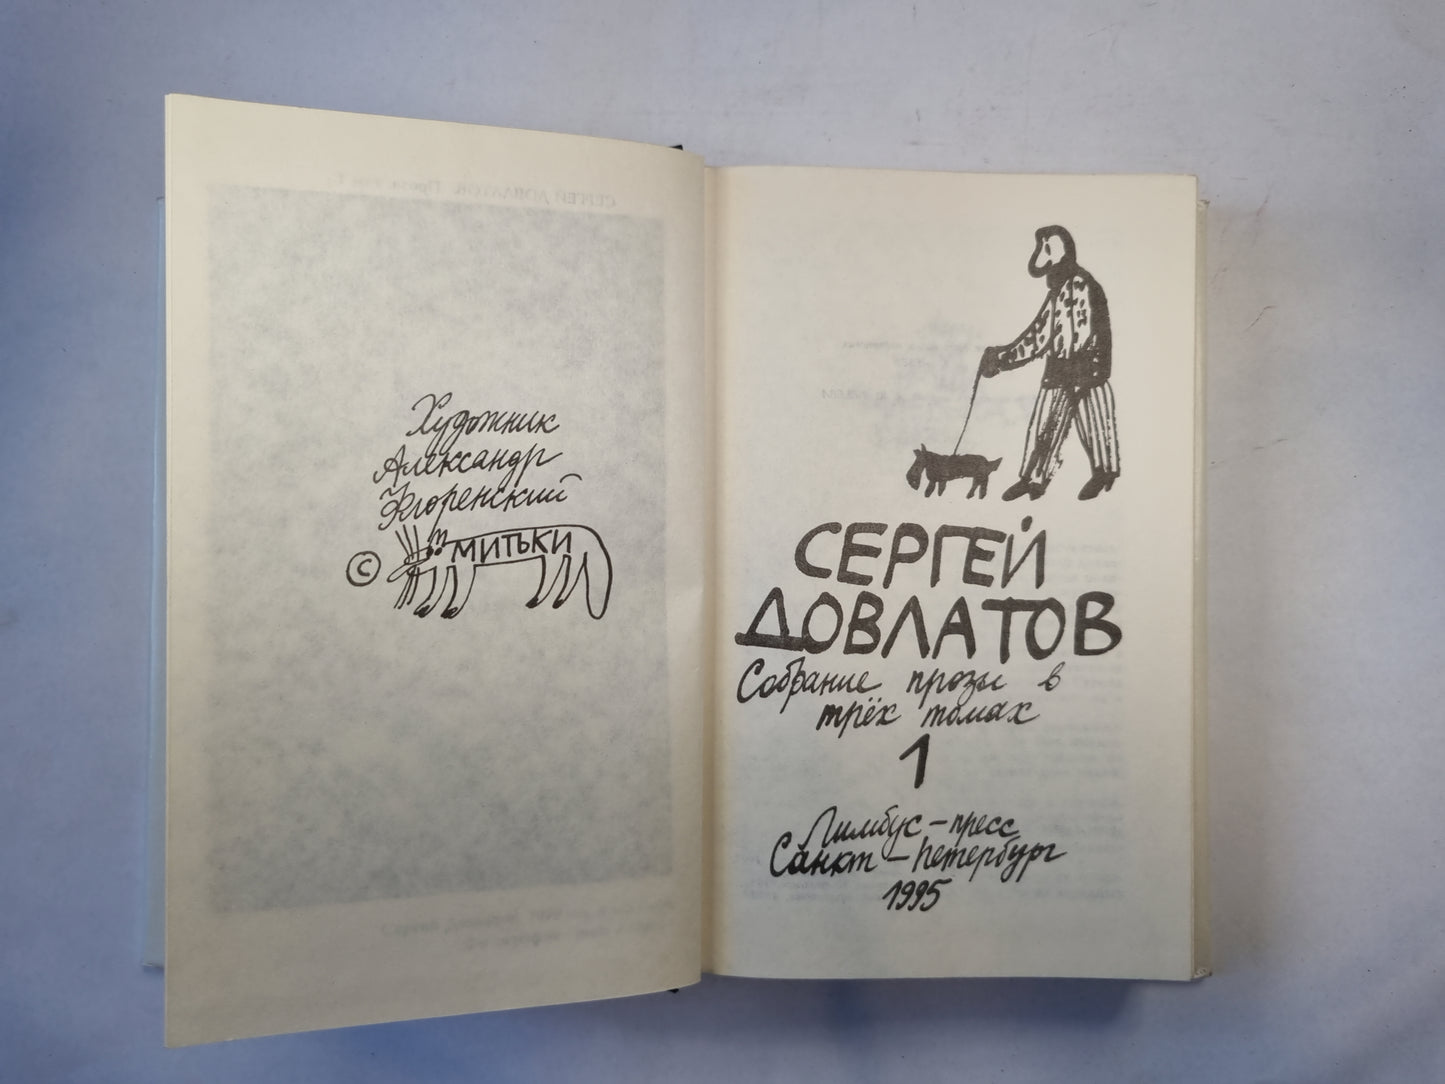 Художник
Александр
Флоренский
© МИТЬКИ
СЕРГЕЙ
ДОВЛАТОВ
Собрание прозы в
трёх томах
1
Лимбус-пресс
Санкт-Петербург
1995